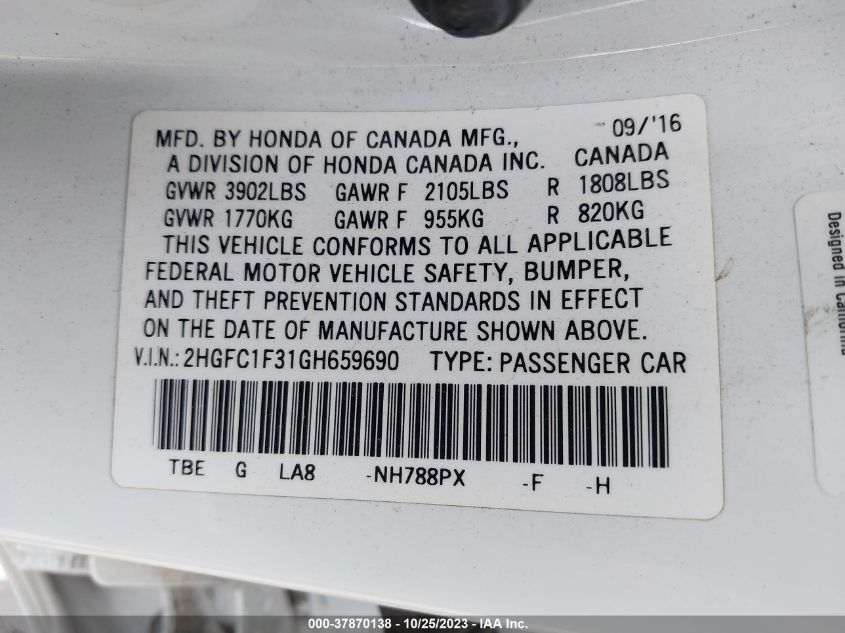 MFD. BY HONDA OF CANADA MFG., 09/'16
A DIVISION OF HONDA CANADA INC. CANADA
GVWR 3902LBS GAWR F 2105LBS R 1808LBS
GVWR 1770KG GAWR F 955KG R 820KG
THIS VEHICLE CONFORMS TO ALL APPLICABLE
FEDERAL MOTOR VEHICLE SAFETY, BUMPER,
AND THEFT PREVENTION STANDARDS IN EFFECT
ON THE DATE OF MANUFACTURE SHOWN ABOVE.
V.I.N.: 2HGFC1F31GH659690 TYPE: PASSENGER CAR
TBE G LA8 -NH788PX -F -H
Designed in California
000-37870138 - 10/25/2023 - IAA Inc.